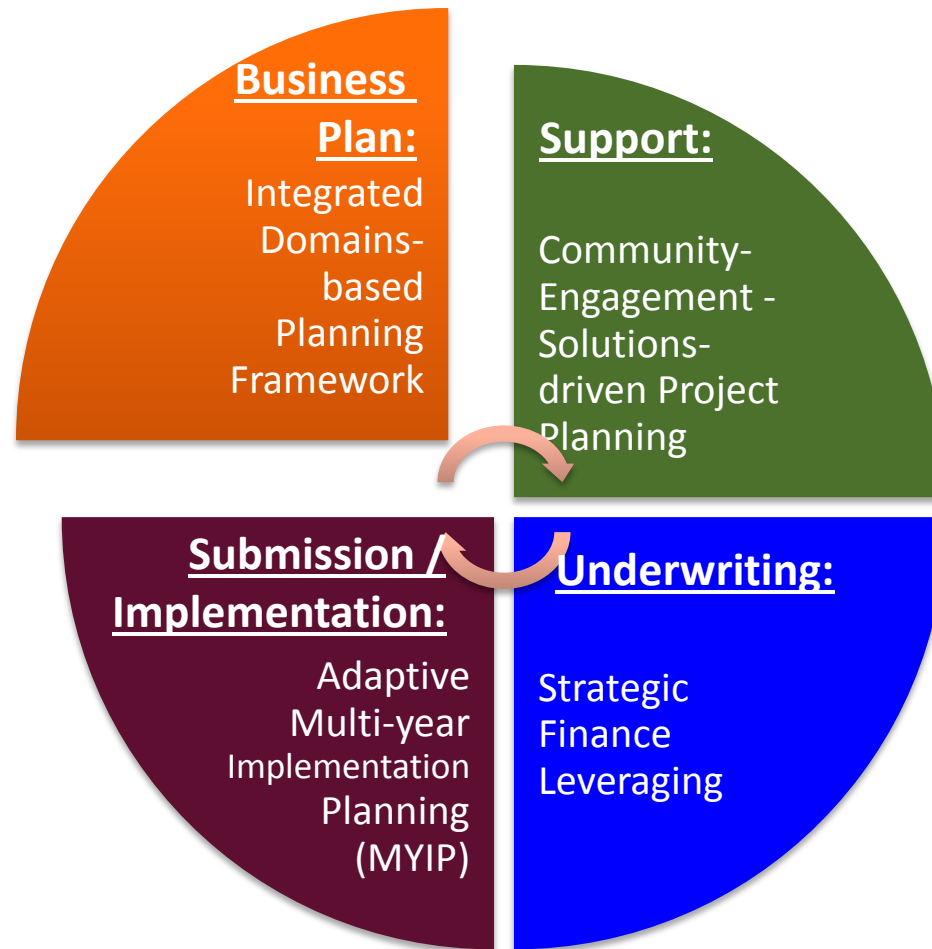 Business
Plan:
Integrated
Domains-
based
Planning
Framework
Support:
Community-
Engagement -
Solutions-
driven Project
Planning
Submission /
Implementation:
Adaptive
Multi-year
Implementation
Planning
(MYIP)
Underwriting:
Strategic
Finance
Leveraging